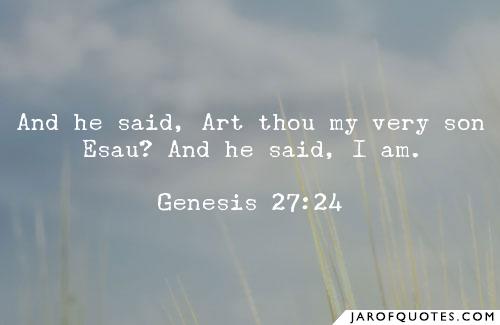 And he said, Art thou my very son
Esau? And he said, I am.
Genesis 27:24
JAROFQUOTES.COM